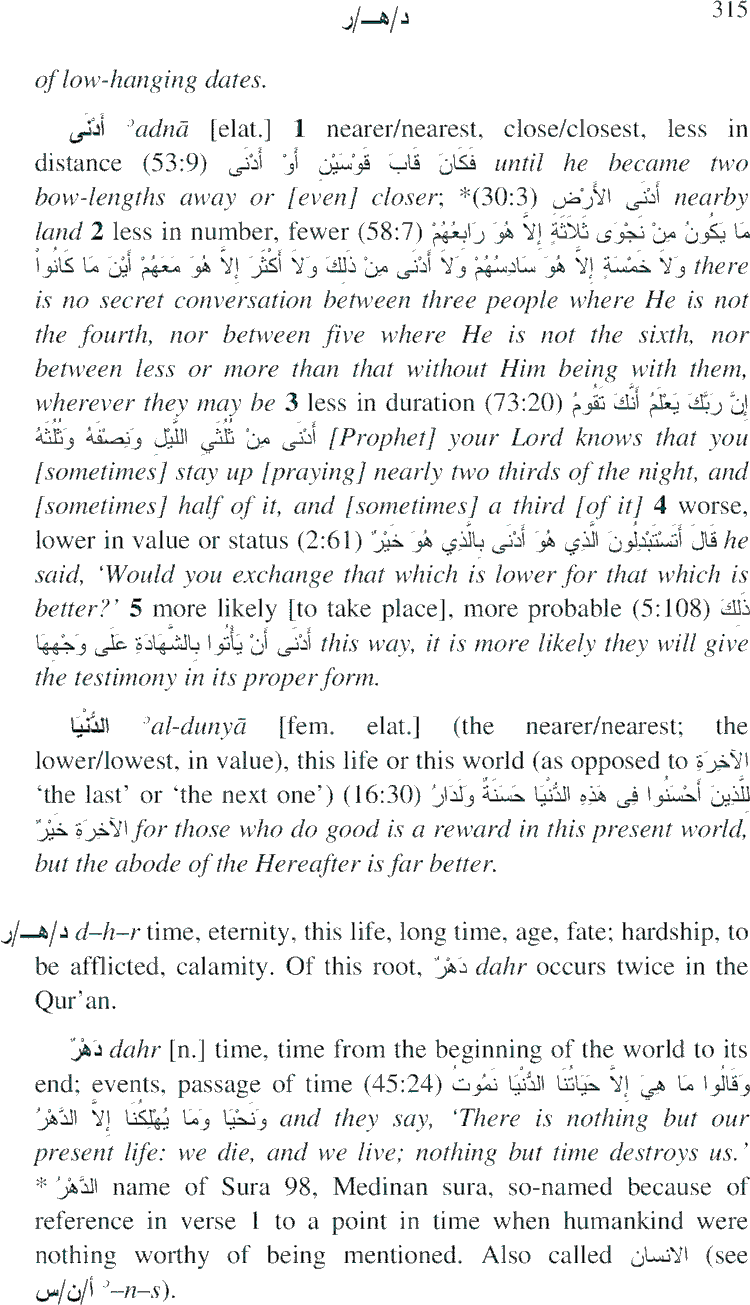 د/هـ/ر 315
of low-hanging dates.
أَدْنَى ʾadnā [elat.] 1 nearer/nearest, close/closest, less in
distance (53:9) فَكَانَ قَابَ قَوْسَيْنِ أَوْ أَدْنَى until he became two
bow-lengths away or [even] closer; *(30:3) أَدْنَى الأَرْضِ nearby
land 2 less in number, fewer (58:7) مَا يَكُونُ مِنْ نَجْوَى ثَلَاثَةٍ إِلاَّ هُوَ رَابِعُهُمْ
وَلاَ خَمْسَةٍ إِلاَّ هُوَ سَادِسُهُمْ وَلاَ أَدْنَى مِنْ ذَلِكَ وَلاَ أَكْثَرَ إِلاَّ هُوَ مَعَهُمْ أَيْنَ مَا كَانُواْ there
is no secret conversation between three people where He is not
the fourth, nor between five where He is not the sixth, nor
between less or more than that without Him being with them,
wherever they may be 3 less in duration (73:20) إِنَّ رَبَّكَ يَعْلَمُ أَنَّكَ تَقُومُ
أَدْنَى مِنْ ثُلُثَيِ اللَّيْلِ وَنِصْفَهُ وَثُلُثَهُ [Prophet] your Lord knows that you
[sometimes] stay up [praying] nearly two thirds of the night, and
[sometimes] half of it, and [sometimes] a third [of it] 4 worse,
lower in value or status (2:61) قَالَ أَتَسْتَبْدِلُونَ الَّذِي هُوَ أَدْنَى بِالَّذِي هُوَ خَيْرٌ he
said, ‘Would you exchange that which is lower for that which is
better?’ 5 more likely [to take place], more probable (5:108) ذَلِكَ
أَدْنَى أَنْ يَأْتُوا بِالشَّهَادَةِ عَلَى وَجْهِهَا this way, it is more likely they will give
the testimony in its proper form.
الدُّنْيَا ʾal-dunyā [fem. elat.] (the nearer/nearest; the
lower/lowest, in value), this life or this world (as opposed to الآخِرَةِ
‘the last’ or ‘the next one’) (16:30) لِلَّذِينَ أَحْسَنُوا فِى هَذِهِ الدُّنْيَا حَسَنَةٌ وَلَدَارُ
الآخِرَةِ خَيْرٌ for those who do good is a reward in this present world,
but the abode of the Hereafter is far better.
د/هـ/ر d–h–r time, eternity, this life, long time, age, fate; hardship, to
be afflicted, calamity. Of this root, دَهْرٌ dahr occurs twice in the
Qur’an.
دَهْرٌ dahr [n.] time, time from the beginning of the world to its
end; events, passage of time (45:24) وَقَالُوا مَا هِيَ إِلاَّ حَيَاتُنَا الدُّنْيَا نَمُوتُ
وَنَحْيَا وَمَا يُهْلِكُنَا إِلاَّ الدَّهْرُ and they say, ‘There is nothing but our
present life: we die, and we live; nothing but time destroys us.’
* الدَّهْرُ name of Sura 98, Medinan sura, so-named because of
reference in verse 1 to a point in time when humankind were
nothing worthy of being mentioned. Also called الانسان (see
أ/ن/س ʾ–n–s).